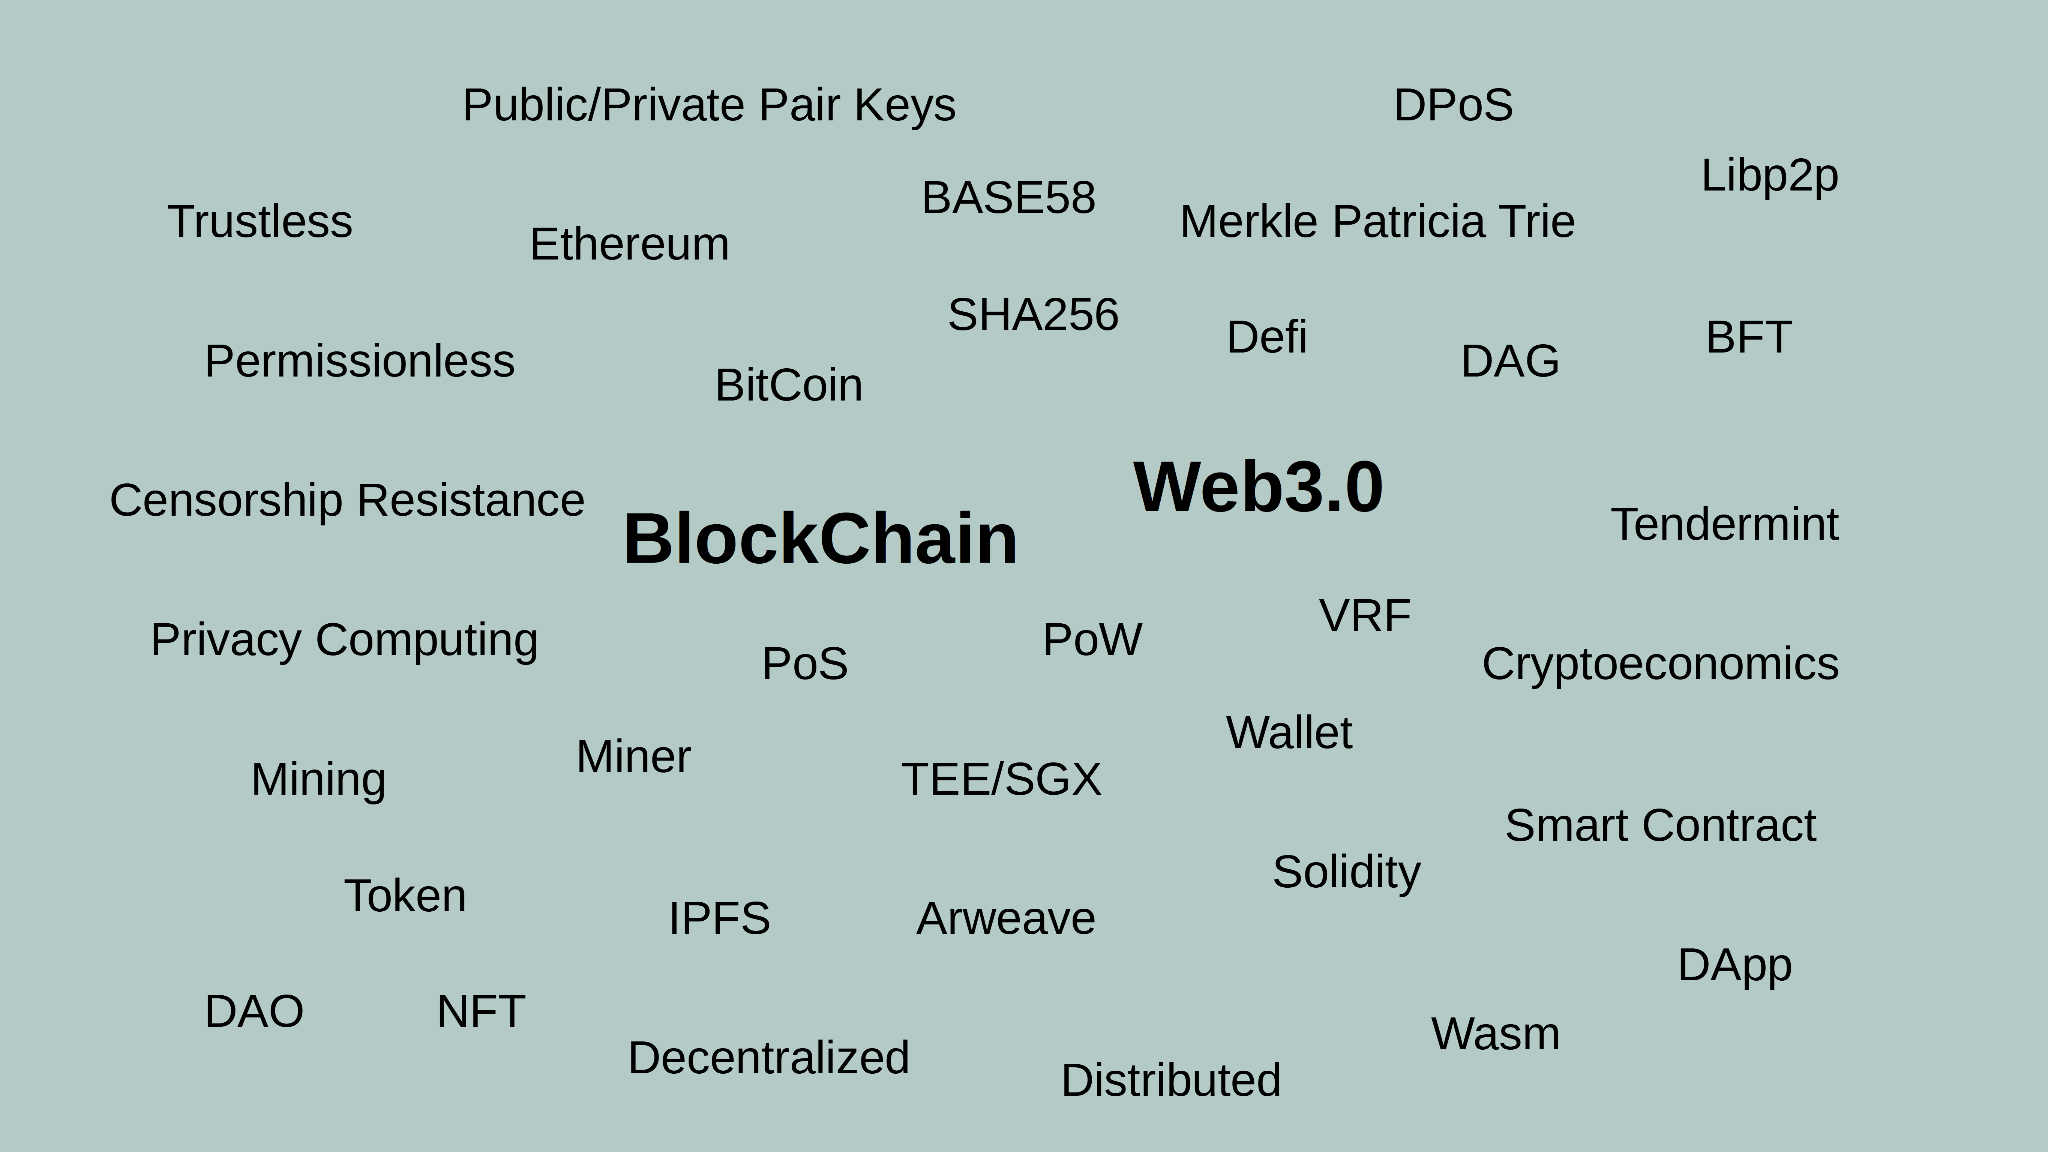 Public/Private Pair Keys
DPoS
Libp2p
BASE58
Trustless
Merkle Patricia Trie
Ethereum
SHA256
Defi
BFT
Permissionless
DAG
BitCoin
Web3.0
Censorship Resistance
BlockChain
Tendermint
VRF
Privacy Computing
PoW
PoS
Cryptoeconomics
Wallet
Miner
Mining
TEE/SGX
Smart Contract
Solidity
Token
IPFS
Arweave
DApp
DAO
NFT
Wasm
Decentralized
Distributed